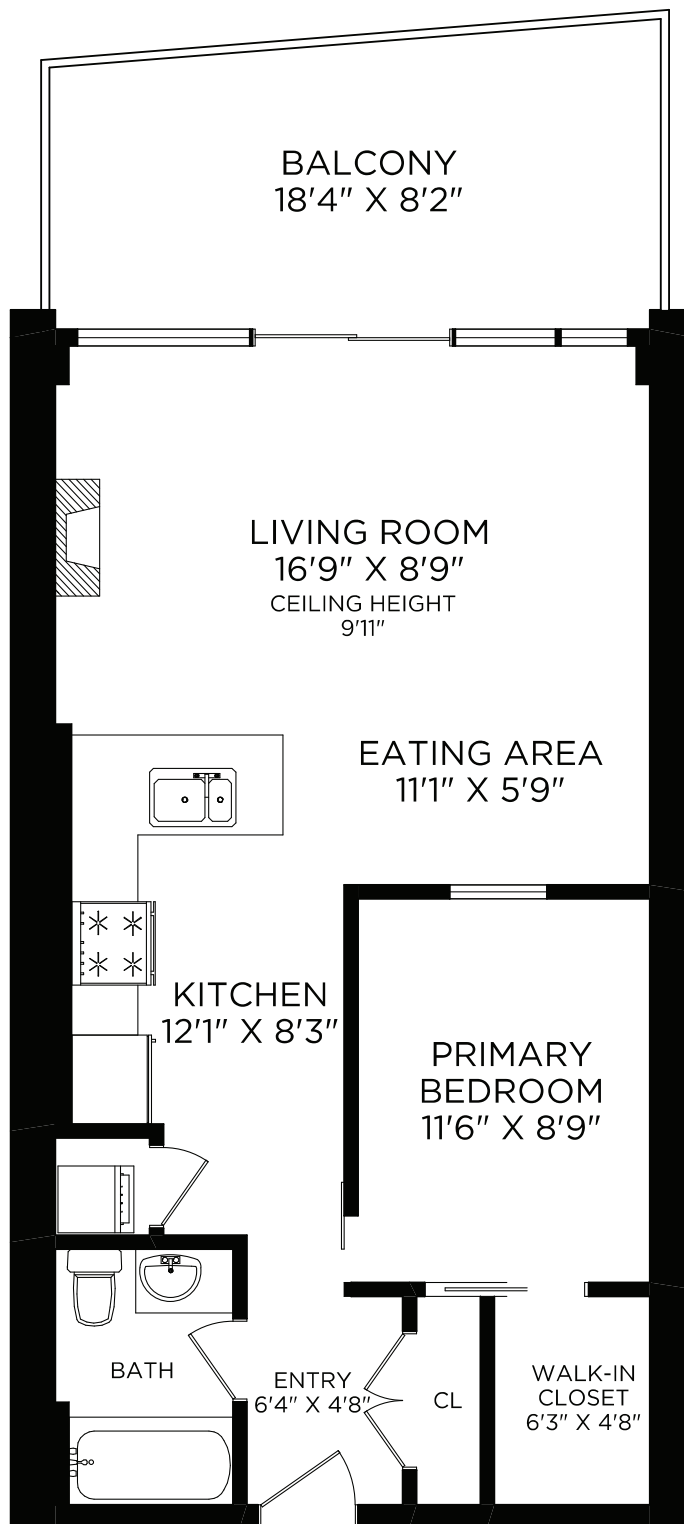 BALCONY
18'4" X 8'2"
LIVING ROOM
16'9" X 8'9"
CEILING HEIGHT
9'11"
EATING AREA
11'1" X 5'9"
KITCHEN
12'1" X 8'3"
PRIMARY
BEDROOM
11'6" X 8'9"
BATH
ENTRY
6'4" X 4'8"
CL
WALK-IN
CLOSET
6'3" X 4'8"